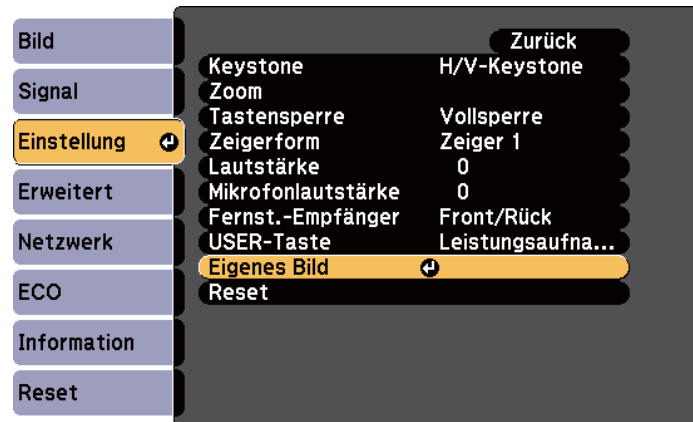 Bild
Signal
Einstellung
Erweitert
Netzwerk
ECO
Information
Reset
Zurück
Keystone H/V-Keystone
Zoom
Tastensperre Vollsperre
Zeigerform Zeiger 1
Lautstärke 0
Mikrofonlautstärke 0
Fernst.-Empfänger Front/Rück
USER-Taste Leistungsaufna...
Eigenes Bild
Reset